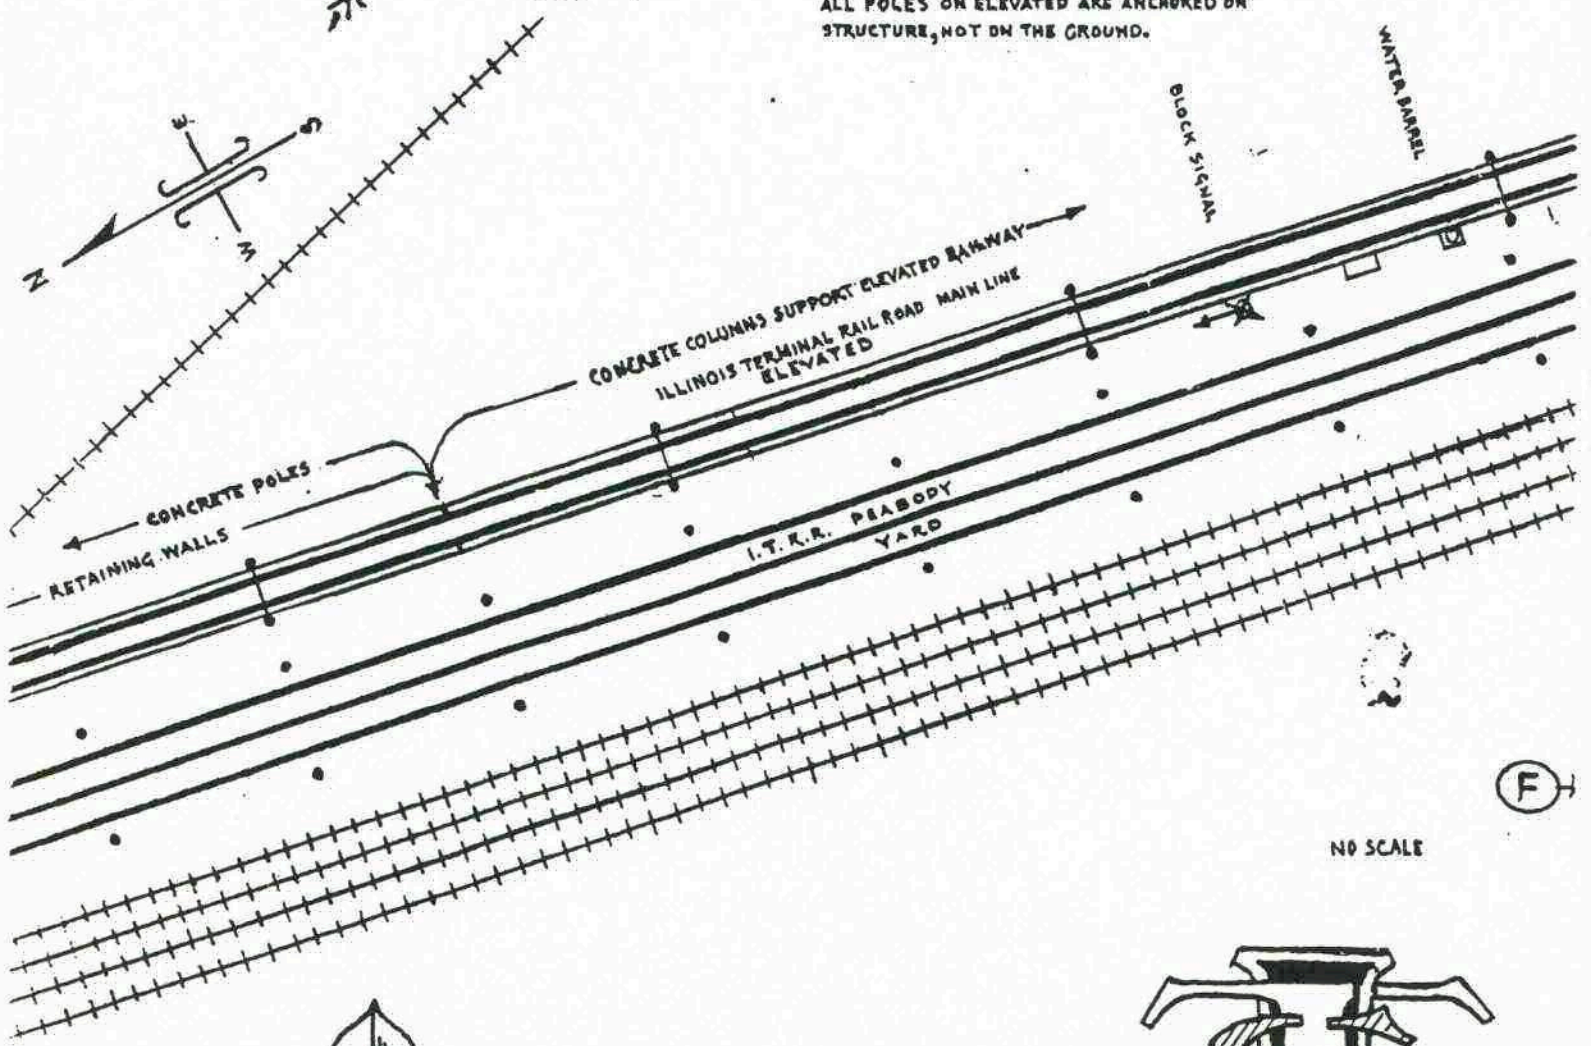 ALL POLES ON ELEVATED ARE ANCHORED ON
STRUCTURE, NOT ON THE GROUND.
WATER BARREL
BLOCK SIGNAL
E.
S
W
N
CONCRETE COLUMNS SUPPORT ELEVATED RAILWAY
ILLINOIS TERMINAL RAIL ROAD MAIN LINE
ELEVATED
CONCRETE POLES
RETAINING WALLS
I.T.R.R. PEABODY
YARD
F
NO SCALE